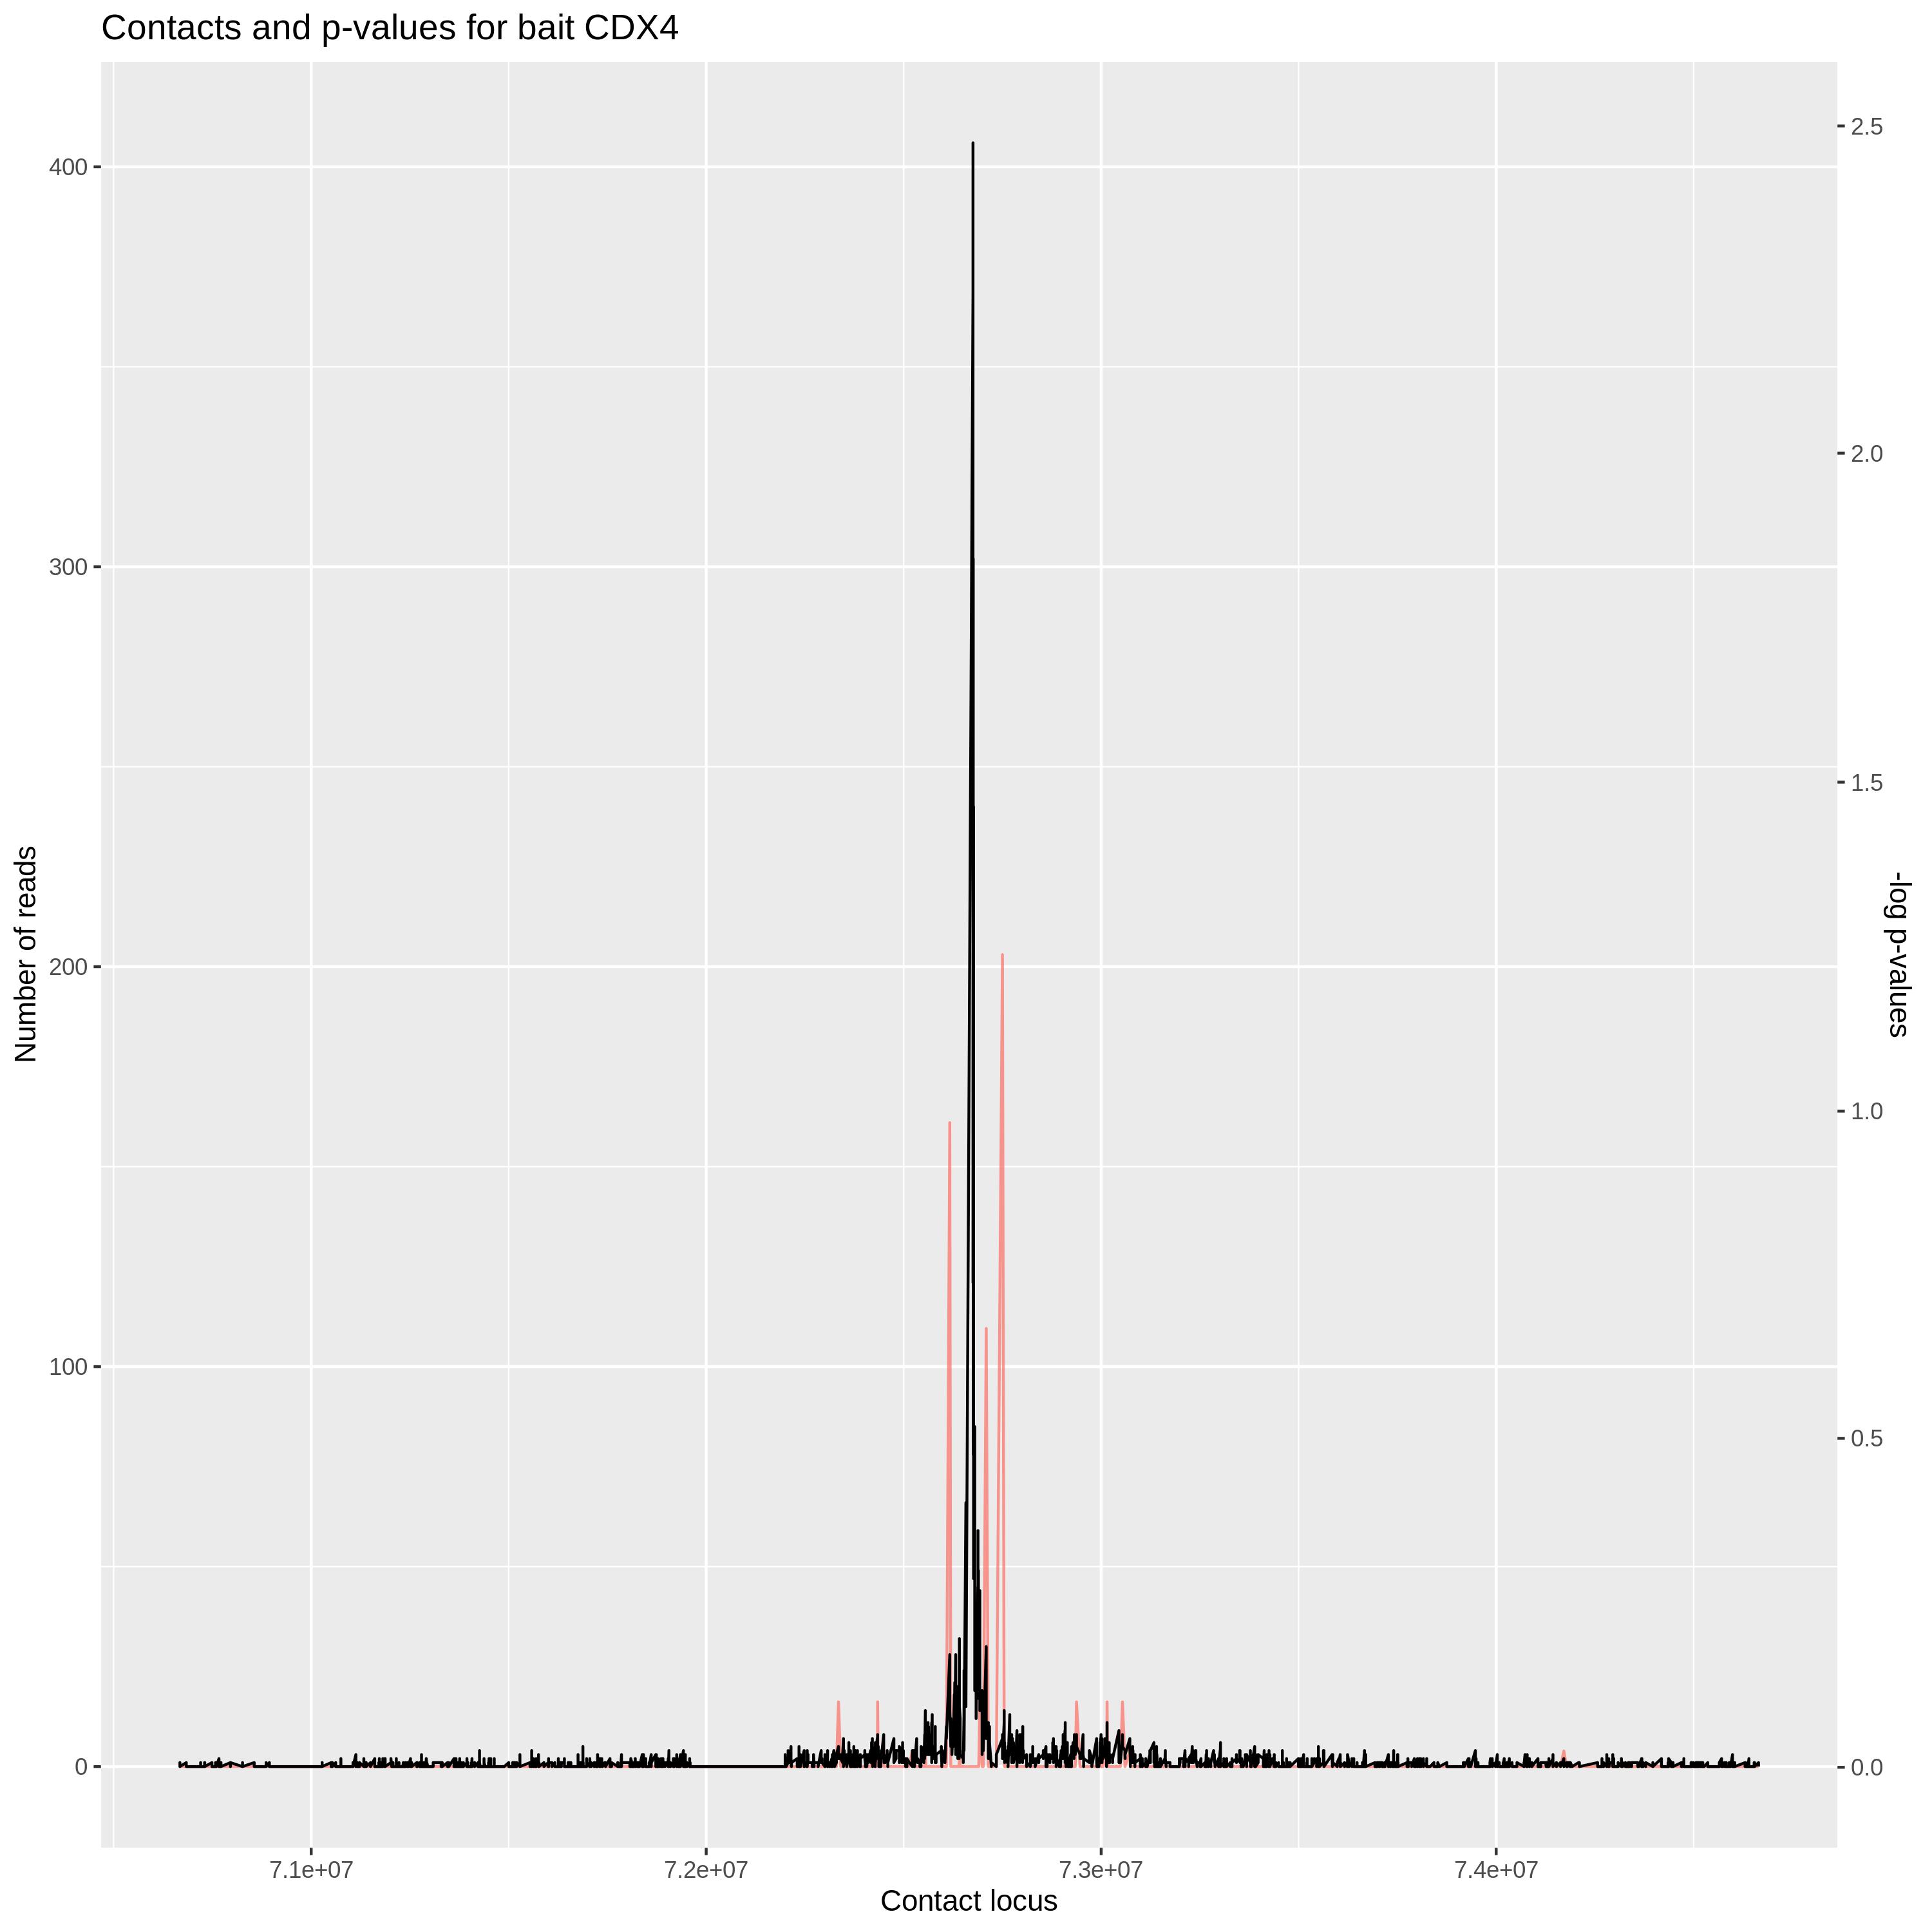 Contacts and p-values for bait CDX4
400
300
200
100
0
Number of reads
2.5
2.0
1.5
1.0
0.5
0.0
-log p-values
7.1e+07
7.2e+07
7.3e+07
7.4e+07
Contact locus